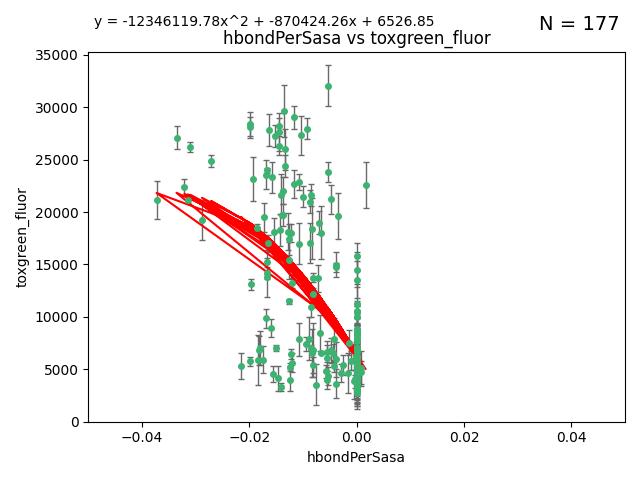 y = -12346119.78x^2 + -870424.26x + 6526.85
N = 177
hbondPerSasa vs toxgreen_fluor
35000
30000
25000
20000
15000
10000
5000
0
toxgreen_fluor
−0.04
−0.02
0.00
0.02
0.04
hbondPerSasa